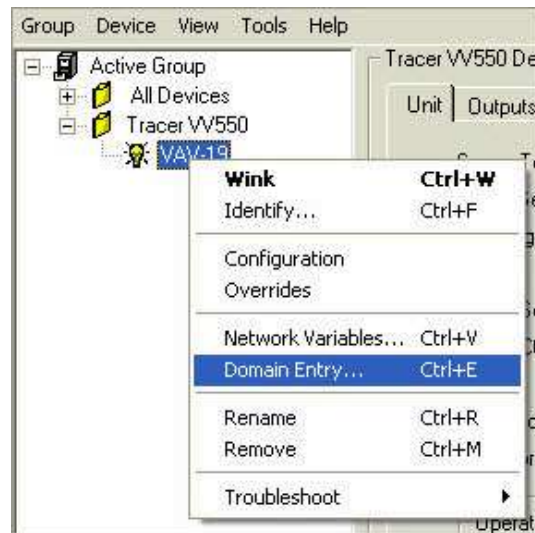 Group Device View Tools Help
Active Group
All Devices
Tracer VV550
VAV-19
Tracer VV550 De
Unit Outputs
Wink Ctrl+W
Identify... Ctrl+F
Configuration
Overrides
Network Variables... Ctrl+V
Domain Entry... Ctrl+E
Rename Ctrl+R
Remove Ctrl+M
Troubleshoot
Operat